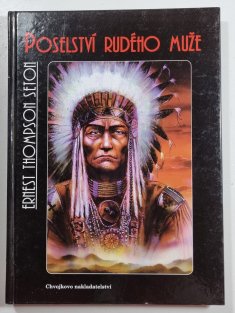 POSELSTVÍ RUDÉHO MUŽE
ERNEST THOMPSON SETON
Chvojkovo nakladatelství